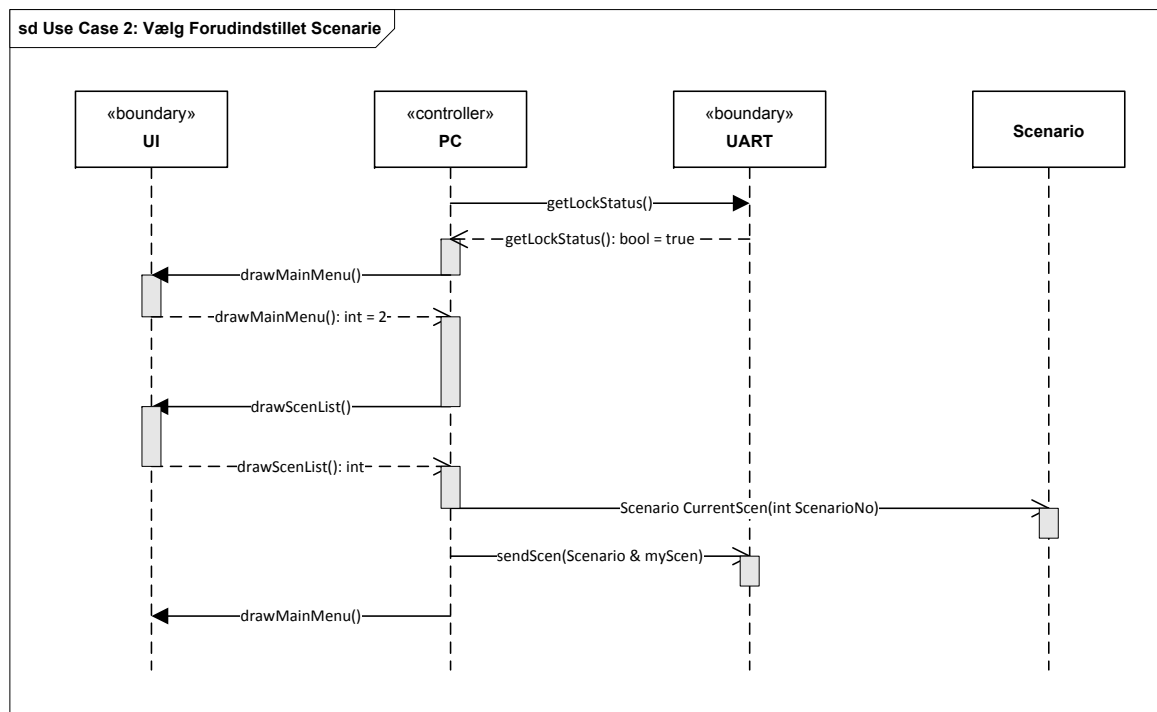 sd Use Case 2: Vælg Forudindstillet Scenarie
«boundary»
UI
«controller»
PC
«boundary»
UART
Scenario
getLockStatus()
getLockStatus(): bool = true
drawMainMenu()
drawMainMenu(): int = 2
drawScenList()
drawScenList(): int
Scenario CurrentScen(int ScenarioNo)
sendScen(Scenario & myScen)
drawMainMenu()